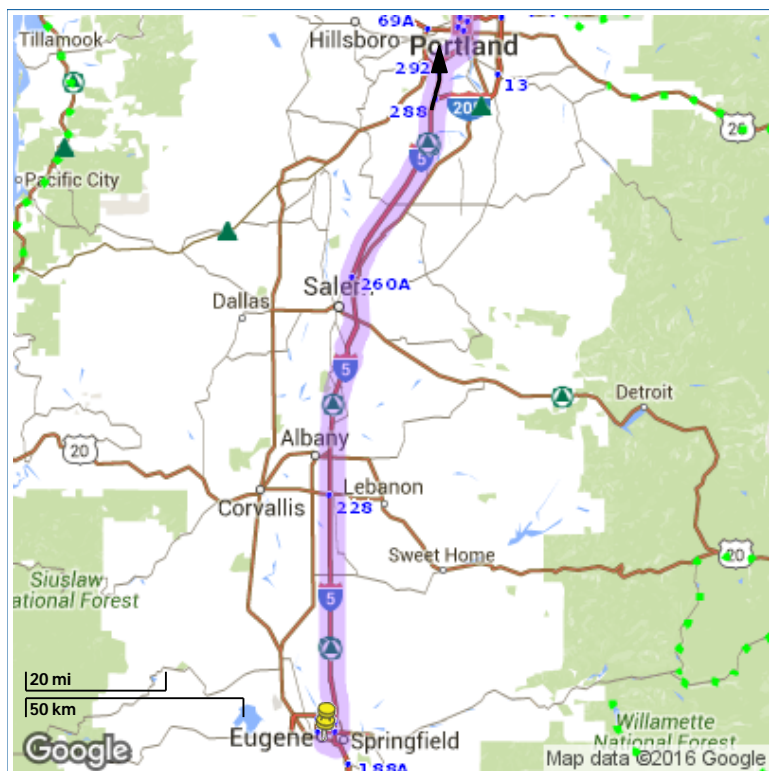 69A
Tillamook
Hillsboro
Portland
292
13
288
205
26
5
Pacific City
260A
Salem
Dallas
5
Detroit
20
Albany
Lebanon
Corvallis
228
Sweet Home
20
Siuslaw
ational Forest
5
20 mi
50 km
Willamette
National Forest
Eugene
Springfield
Google
Map data ©2016 Google
188A